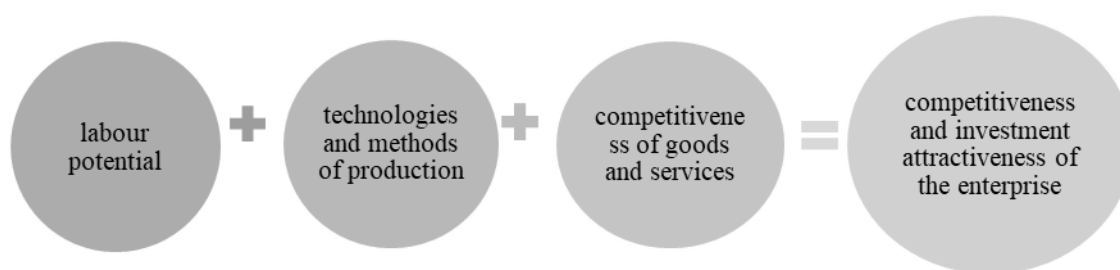 labour
potential
technologies
and methods
of production
competitivene
ss of goods
and services
competitiveness
and investment
attractiveness of
the enterprise